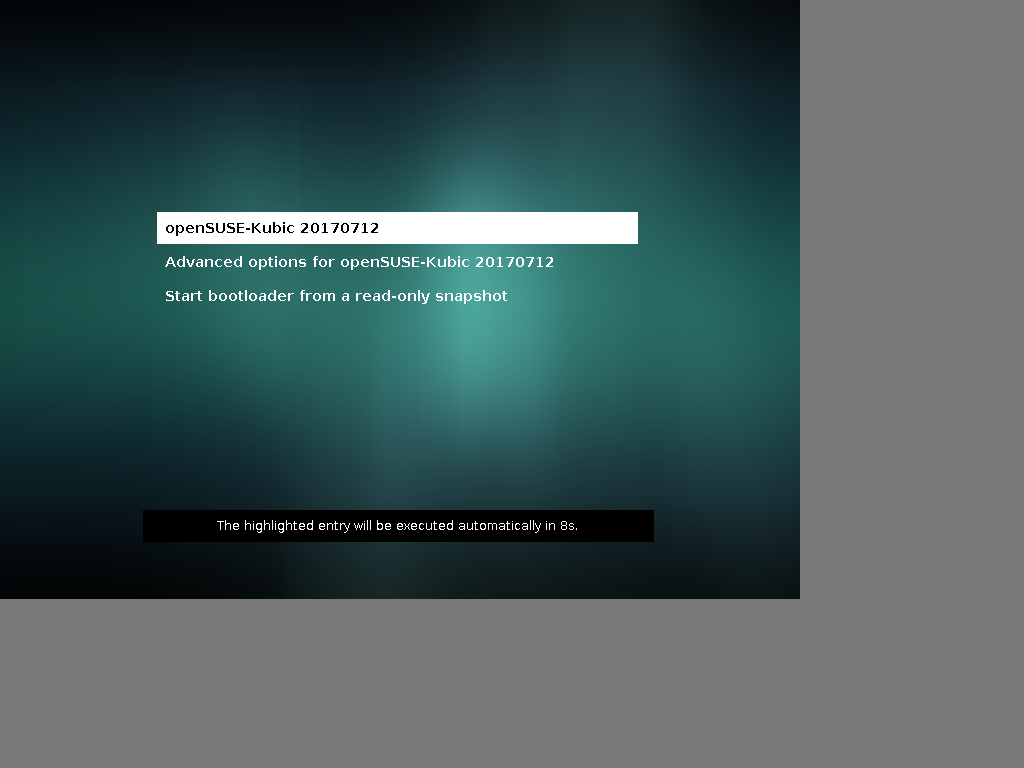 openSUSE-Kubic 20170712
Advanced options for openSUSE-Kubic 20170712
Start bootloader from a read-only snapshot
The highlighted entry will be executed automatically in 8s.